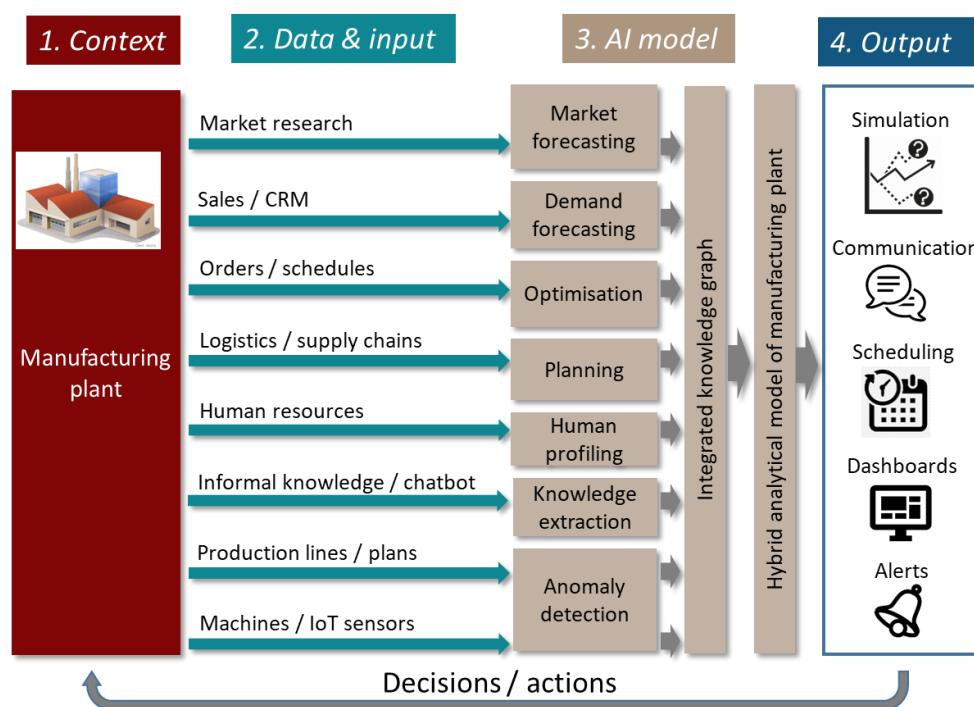 1. Context
2. Data & input
3. AI model
4. Output
Manufacturing
plant
Market research
Sales / CRM
Orders / schedules
Logistics / supply chains
Human resources
Informal knowledge / chatbot
Production lines / plans
Machines / IoT sensors
Market
forecasting
Demand
forecasting
Optimisation
Planning
Human
profiling
Knowledge
extraction
Anomaly
detection
Integrated knowledge graph
Hybrid analytical model of manufacturing plant
Simulation
?
?
Communication
Scheduling
Dashboards
Alerts
Decisions / actions